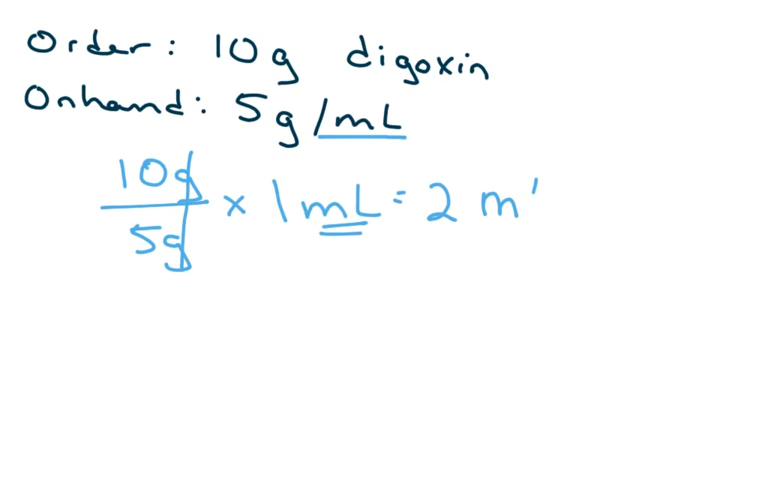 Order: 10g digoxin
Onhand: 5g/mL
10g
5g × 1mL = 2 m